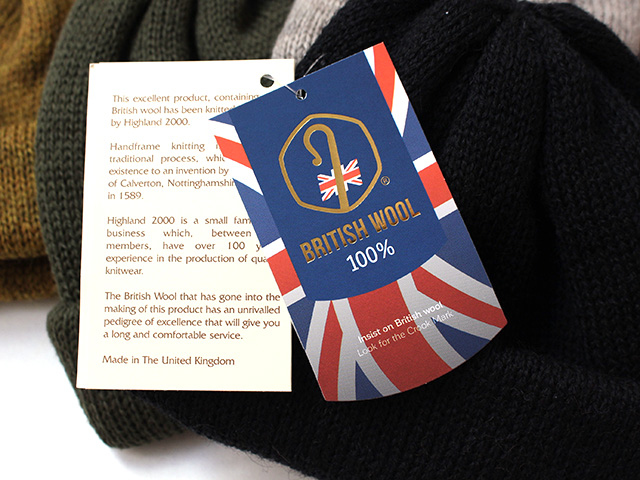 This excellent product, containing
British wool has been knitted
by Highland 2000.
Handframe knitting
traditional process,
existence to an invention by
of Calverton, Nottinghamshi
in 1589.
Highland 2000 is a small fam
business which, between
members, have over 100 y
experience in the production of qua
knitwear.
The British Wool that has gone into the
making of this product has an unrivalled
pedigree of excellence that will give you
a long and comfortable service.
Made in The United Kingdom
®
BRITISH WOOL
100%
Insist on British wool
Look for the Crook Mark